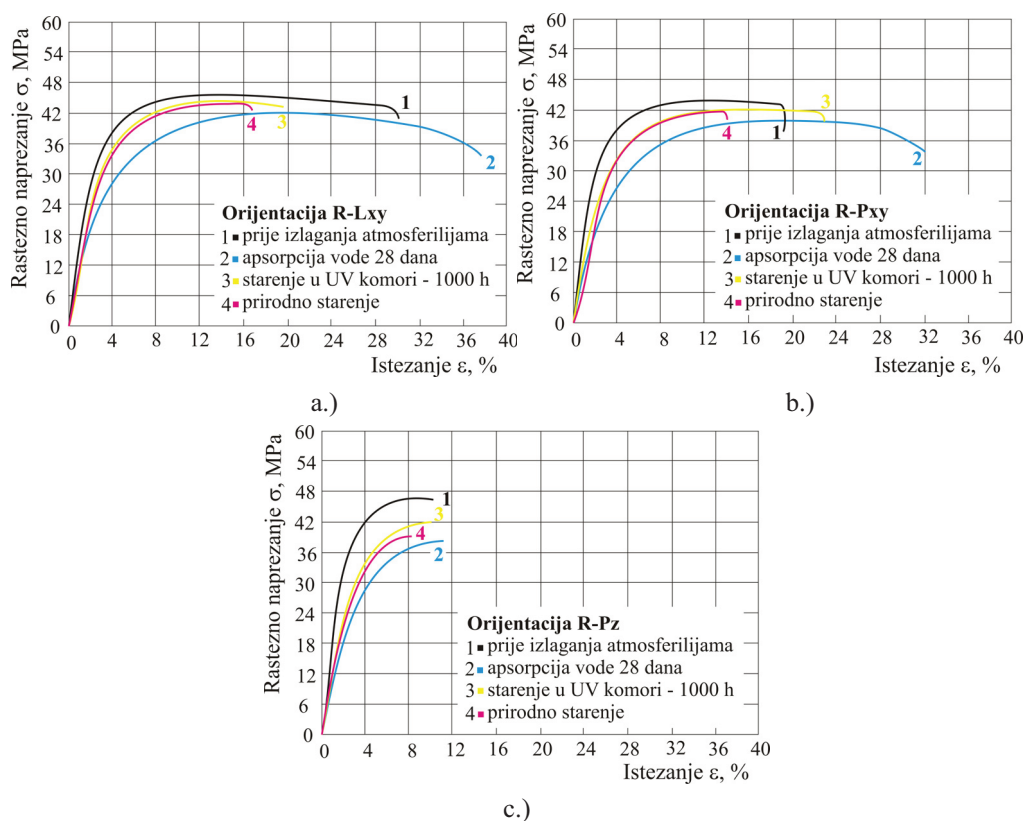 Rastezno naprezanje σ, MPa
60
54
48
42
36
30
24
18
12
6
0
1
2
3
4
Orijentacija R-Lxy
1 prije izlaganja atmosferilijama
2 apsorpcija vode 28 dana
3 starenje u UV komori - 1000 h
4 prirodno starenje
0 4 8 12 16 20 24 28 32 36 40
Istezanje ε, %
a.)
Rastezno naprezanje σ, MPa
60
54
48
42
36
30
24
18
12
6
0
3
4
1
2
Orijentacija R-Pxy
1 prije izlaganja atmosferilijama
2 apsorpcija vode 28 dana
3 starenje u UV komori - 1000 h
4 prirodno starenje
0 4 8 12 16 20 24 28 32 36 40
Istezanje ε, %
b.)
Rastezno naprezanje σ, MPa
60
54
48
42
36
30
24
18
12
6
0
1
3
4
2
Orijentacija R-Pz
1 prije izlaganja atmosferilijama
2 apsorpcija vode 28 dana
3 starenje u UV komori - 1000 h
4 prirodno starenje
0 4 8 12 16 20 24 28 32 36 40
Istezanje ε, %
c.)